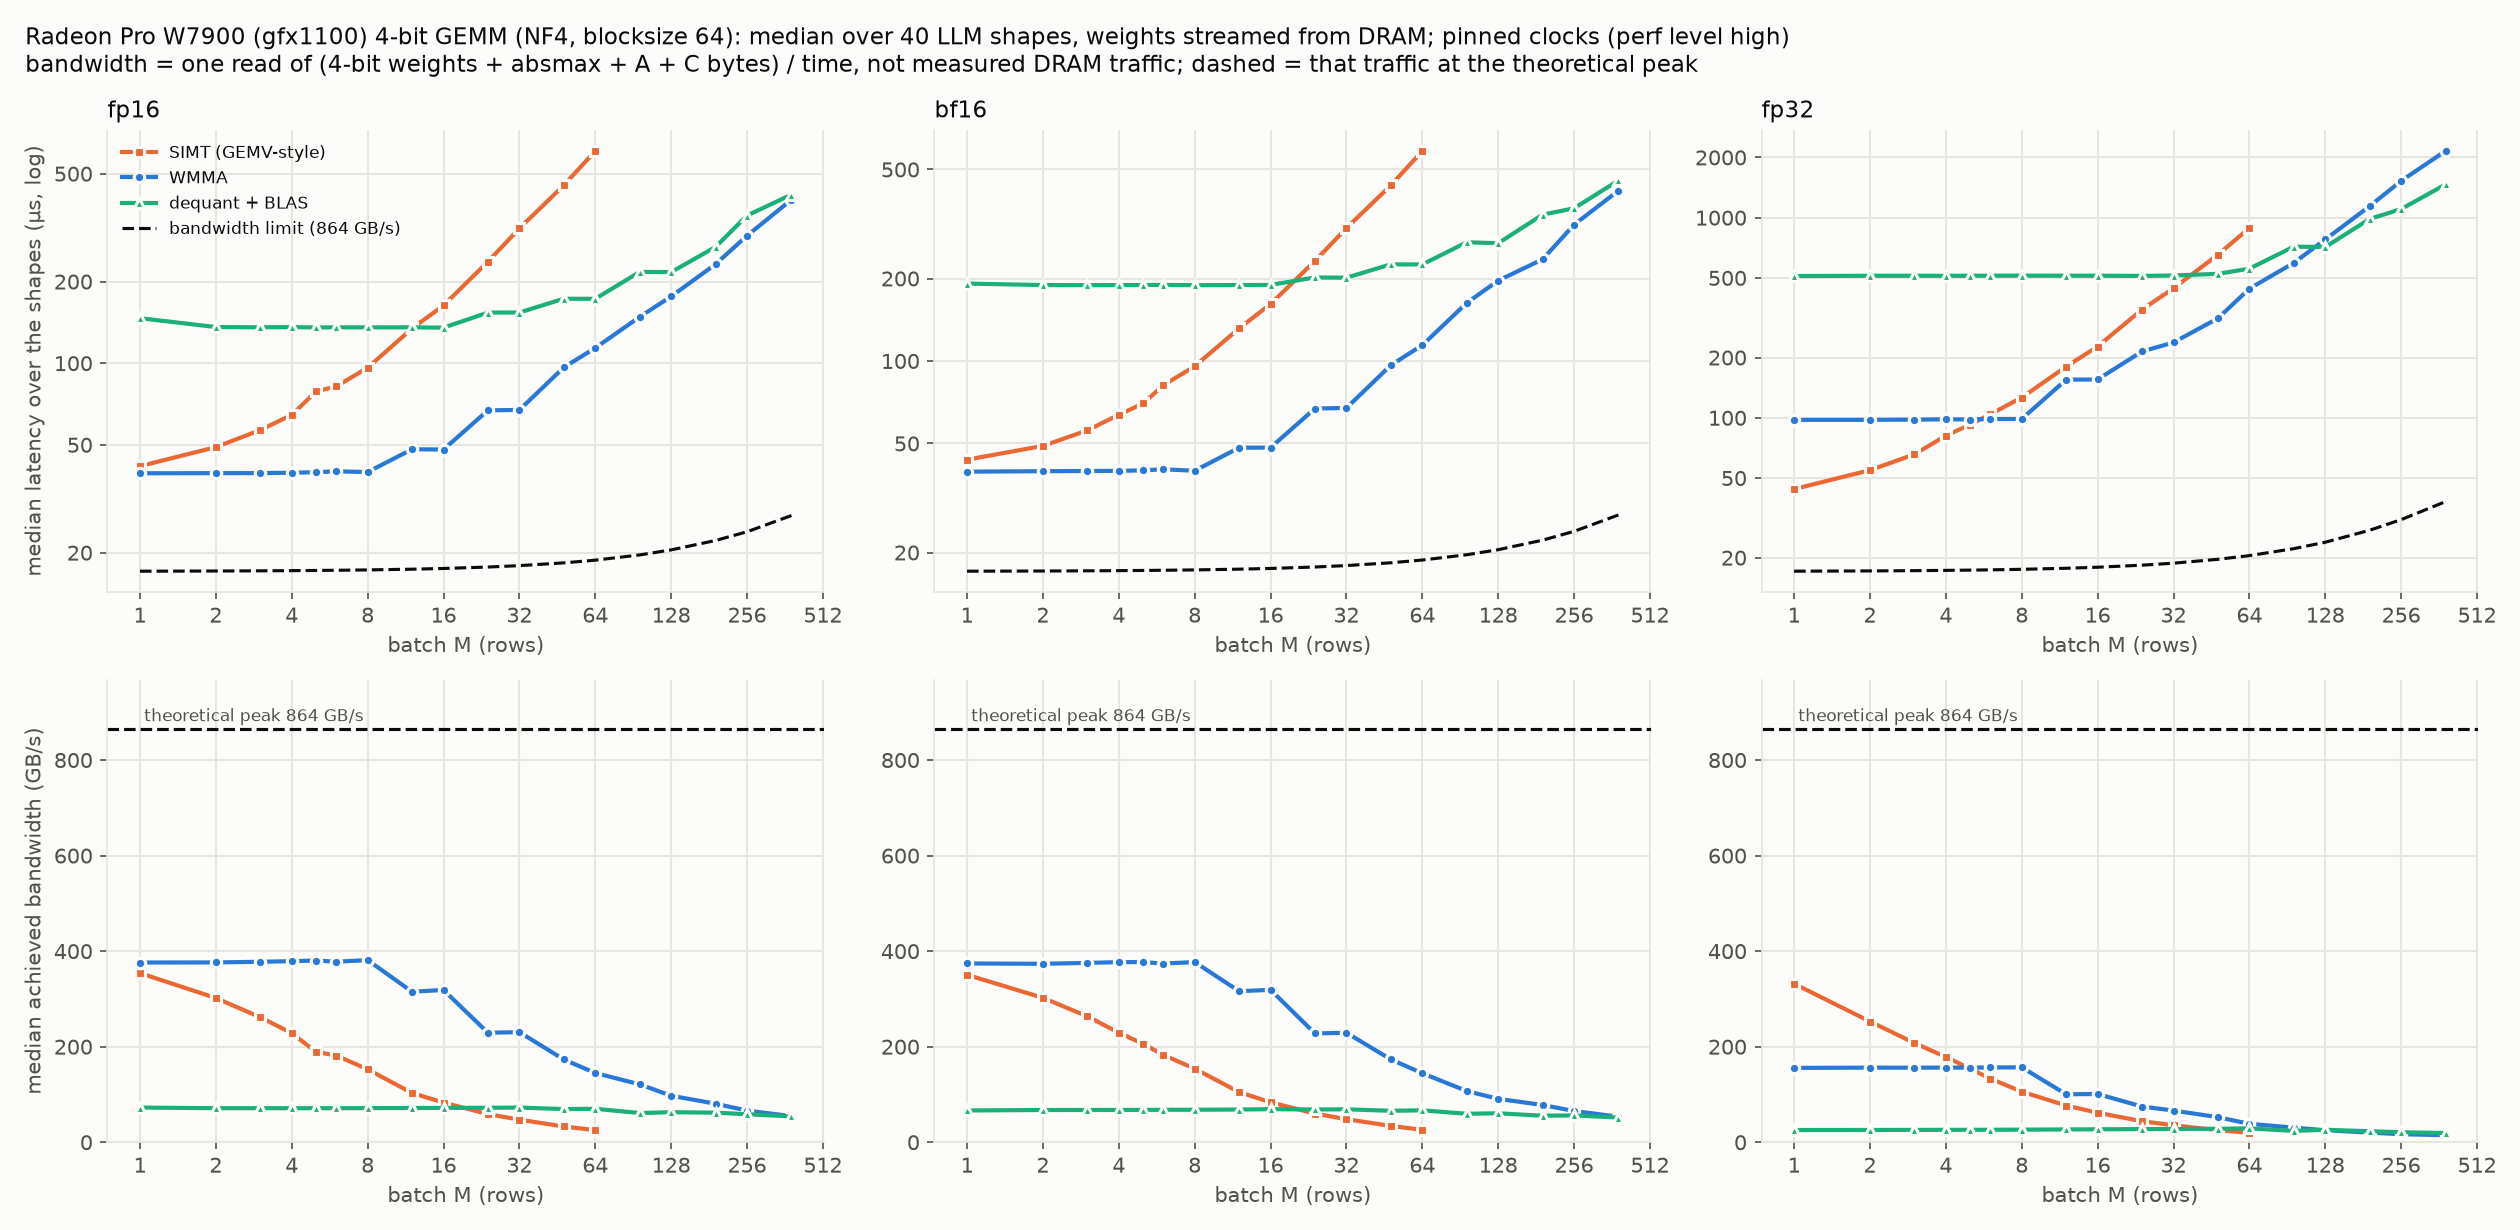 Radeon Pro W7900 (gfx1100) 4-bit GEMM (NF4, blocksize 64): median over 40 LLM shapes, weights streamed from DRAM; pinned clocks (perf level high)
bandwidth = one read of (4-bit weights + absmax + A + C bytes) / time, not measured DRAM traffic; dashed = that traffic at the theoretical peak
fp16
median latency over the shapes (µs, log)
500
200
100
50
20
SIMT (GEMV-style)
WMMA
dequant + BLAS
bandwidth limit (864 GB/s)
1 2 4 8 16 32 64 128 256 512
batch M (rows)
bf16
500
200
100
50
20
1 2 4 8 16 32 64 128 256 512
batch M (rows)
fp32
2000
1000
500
200
100
50
20
1 2 4 8 16 32 64 128 256 512
batch M (rows)
median achieved bandwidth (GB/s)
theoretical peak 864 GB/s
800
600
400
200
0
1 2 4 8 16 32 64 128 256 512
batch M (rows)
theoretical peak 864 GB/s
800
600
400
200
0
1 2 4 8 16 32 64 128 256 512
batch M (rows)
theoretical peak 864 GB/s
800
600
400
200
0
1 2 4 8 16 32 64 128 256 512
batch M (rows)